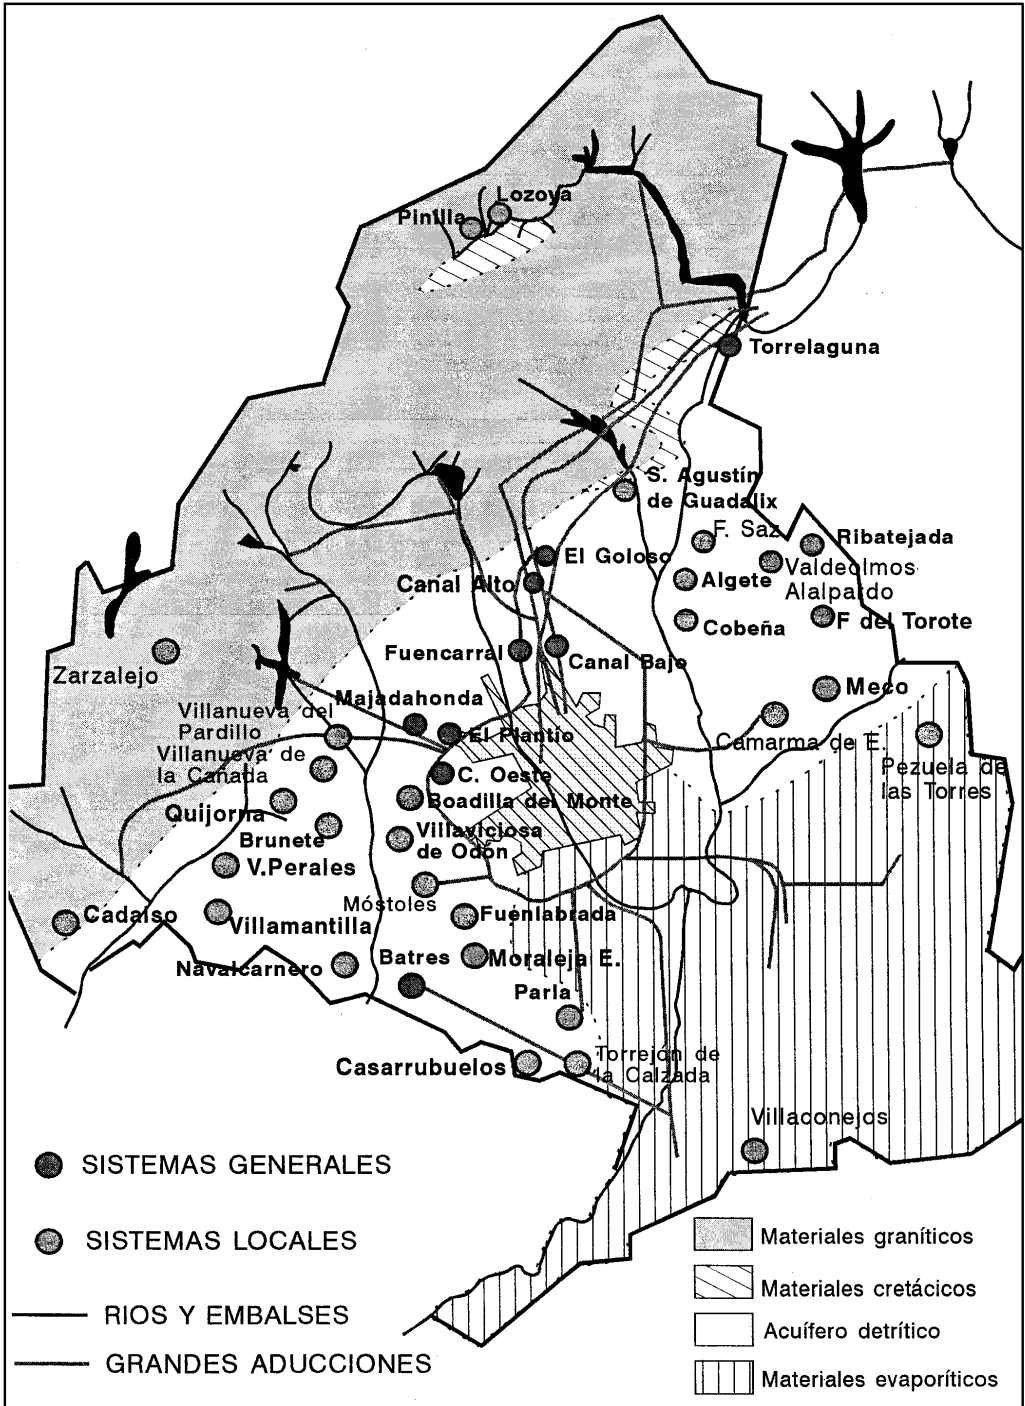 Lozoya
Pinilla
Torrelaguna
S. Agustín
de Guadalix
F. Saz
Ribatejada
El Goloso
Valdeolmos
Alalpardo
Canal Alto
Algete
F del Torote
Cobeña
Fuencarral
Canal Bajo
Zarzalejo
Meco
Majadahonda
Villanueva del
Pardillo
El Plantío
Camarma de E.
Villanueva de
la Cañada
Pezuela de
las Torres
C. Oeste
Quijorna
Boadilla del Monte
Brunete
Villaviciosa
de Odón
V.Perales
Móstoles
Cadalso
Villamantilla
Fuenlabrada
Navalcarnero
Batres
Moraleja E.
Parla
Casarrubuelos
Torrejón de
la Calzada
Villaconejos
SISTEMAS GENERALES
SISTEMAS LOCALES
RIOS Y EMBALSES
GRANDES ADUCCIONES
Materiales graníticos
Materiales cretácicos
Acuífero detrítico
Materiales evaporíticos